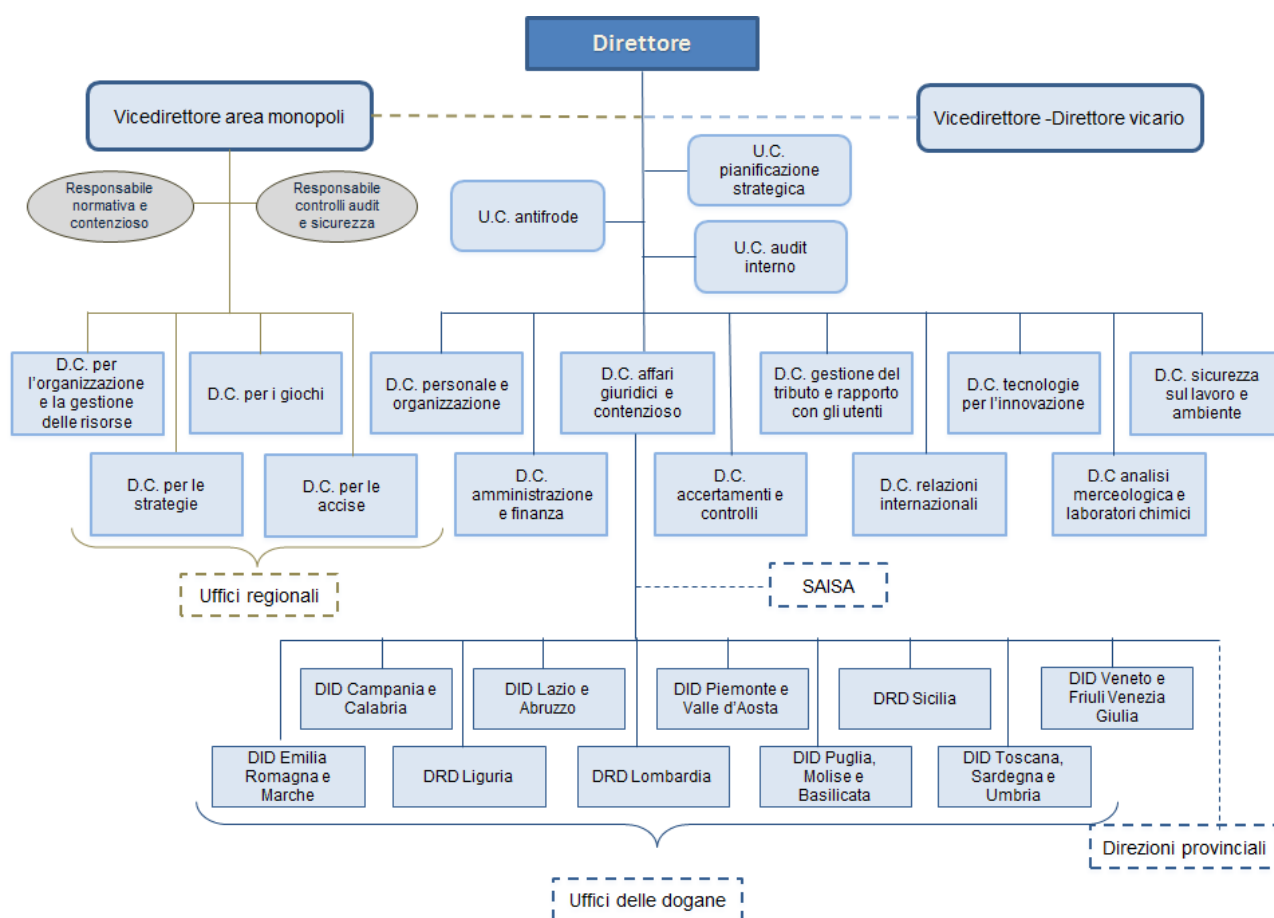 Direttore
Vicedirettore area monopoli
Vicedirettore -Direttore vicario
U.C.
pianificazione
strategica
Responsabile
normativa e
contenzioso
Responsabile
controlli audit
e sicurezza
U.C. antifrode
U.C. audit
interno
D.C. per
l'organizzazione
e la gestione
delle risorse
D.C. per i giochi
D.C. personale e
organizzazione
D.C. affari
giuridici e
contenzioso
D.C. gestione del
tributo e rapporto
con gli utenti
D.C. tecnologie
per l'innovazione
D.C. sicurezza
sul lavoro e
ambiente
D.C. per le
strategie
D.C. per le
accise
D.C.
amministrazione
e finanza
D.C.
accertamenti e
controlli
D.C. relazioni
internazionali
D.C analisi
merceologica e
laboratori chimici
Uffici regionali
SAISA
DID Campania e
Calabria
DID Lazio e
Abruzzo
DID Piemonte e
Valle d'Aosta
DRD Sicilia
DID Veneto e
Friuli Venezia
Giulia
DID Emilia
Romagna e
Marche
DRD Liguria
DRD Lombardia
DID Puglia,
Molise e
Basilicata
DID Toscana,
Sardegna e
Umbria
Direzioni provinciali
Uffici delle dogane